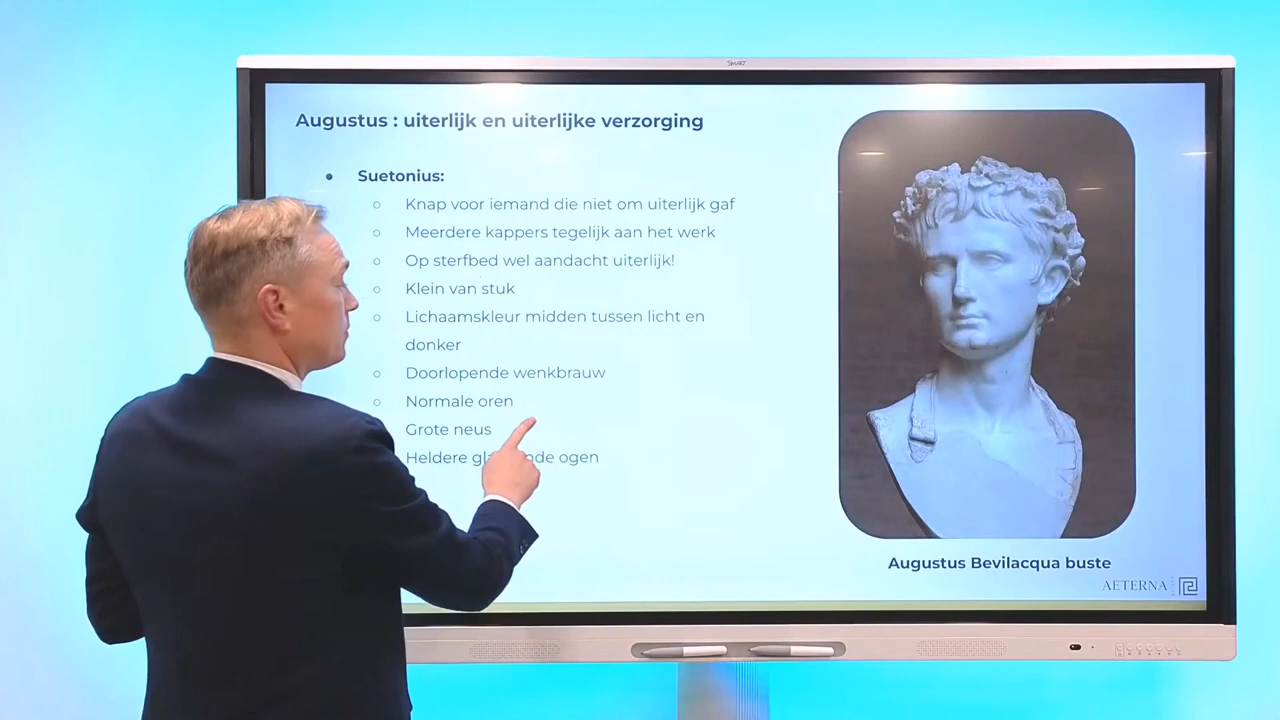 SMART
Augustus : uiterlijk en uiterlijke verzorging
Suetonius:
Knap voor iemand die niet om uiterlijk gaf
Meerdere kappers tegelijk aan het werk
Op sterfbed wel aandacht uiterlijk!
Klein van stuk
Lichaamskleur midden tussen licht en
donker
Doorlopende wenkbrauw
Normale oren
Grote neus
Heldere ogen
Augustus Bevilacqua buste
AETERNA